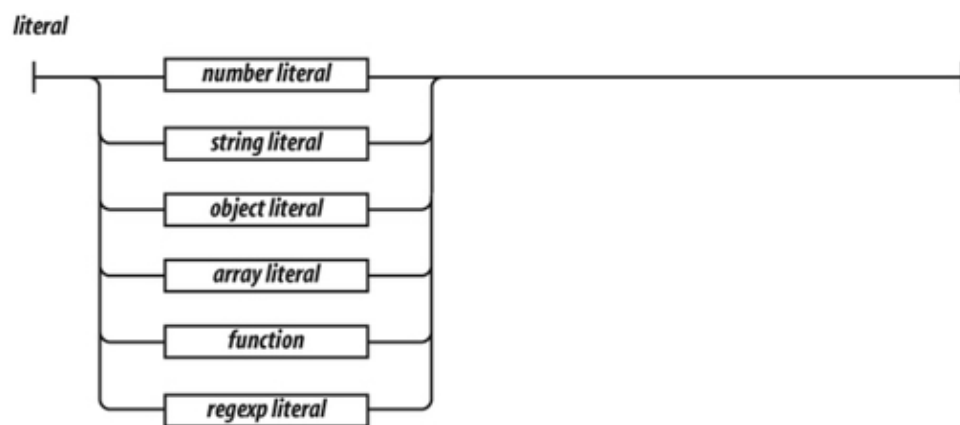 literal
number literal
string literal
object literal
array literal
function
regexp literal